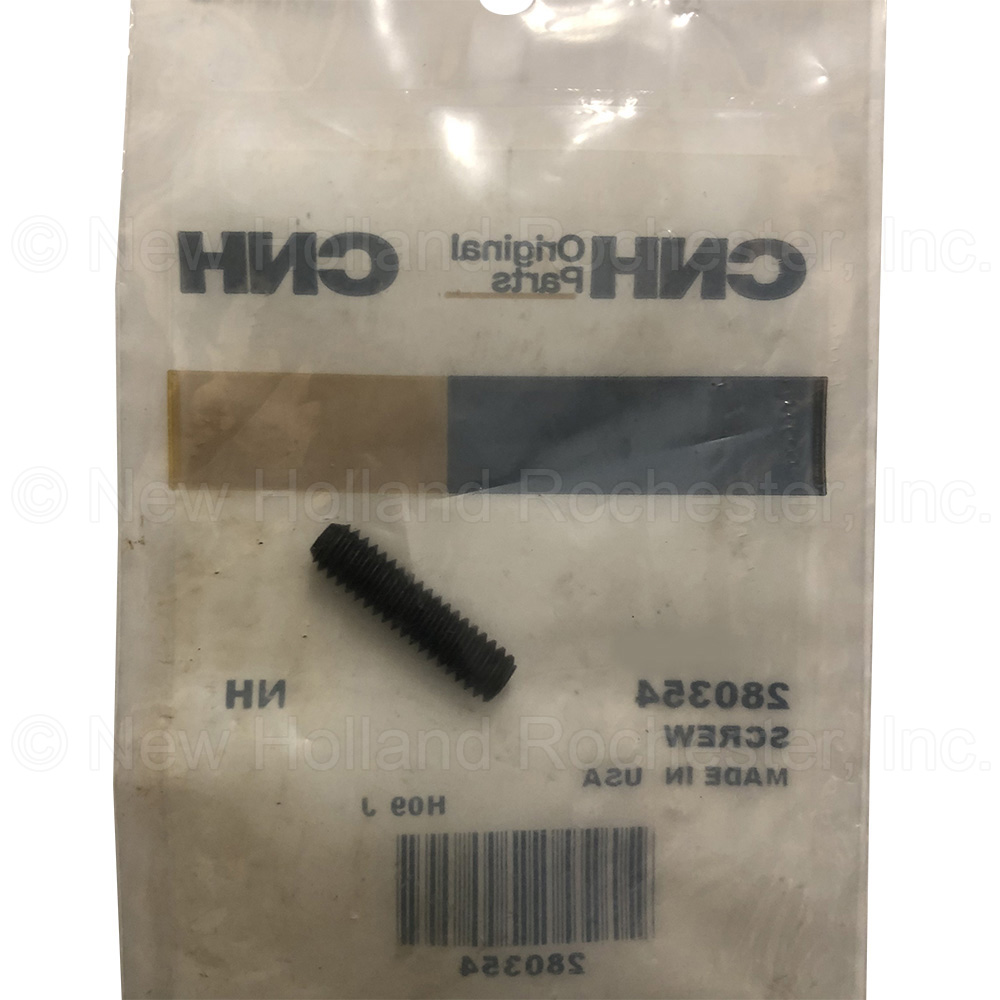 © New Holland Rochester, Inc.
CNH Original Parts CNH
© New Holland Rochester, Inc.
280354 NH
SCREW
© New Holland Rochester, Inc.
MADE IN USA
H09 J
280354